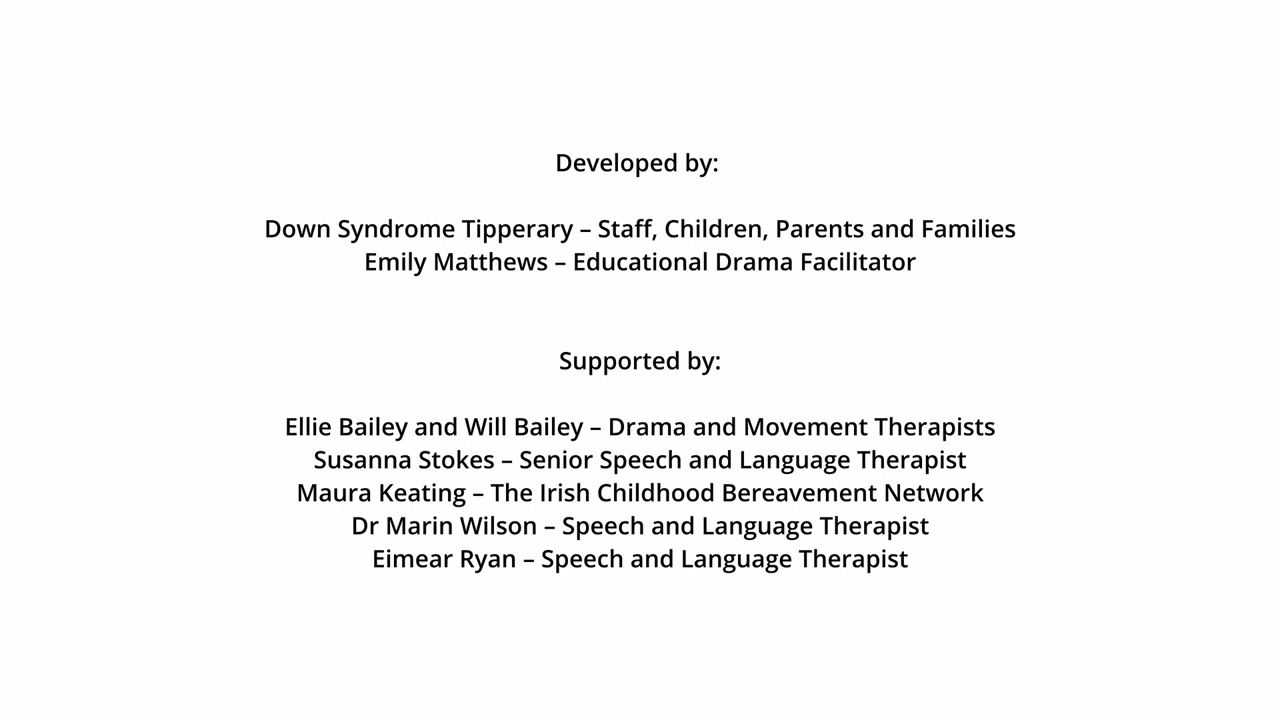 Developed by:
Down Syndrome Tipperary – Staff, Children, Parents and Families
Emily Matthews – Educational Drama Facilitator
Supported by:
Ellie Bailey and Will Bailey – Drama and Movement Therapists
Susanna Stokes – Senior Speech and Language Therapist
Maura Keating – The Irish Childhood Bereavement Network
Dr Marin Wilson – Speech and Language Therapist
Eimear Ryan – Speech and Language Therapist